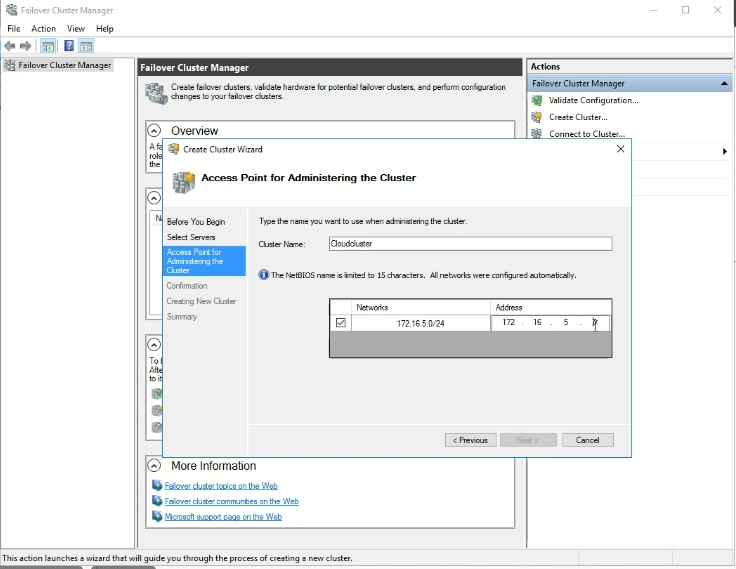 Failover Cluster Manager
File Action View Help
Failover Cluster Manager
Failover Cluster Manager
Create failover clusters, validate hardware for potential failover clusters, and perform configuration
changes to your failover clusters.
Overview
A fa
role
the
Actions
Failover Cluster Manager
Validate Configuration...
Create Cluster...
Connect to Cluster...
Create Cluster Wizard
Access Point for Administering the Cluster
Before You Begin
Select Servers
Access Point for
Administering the
Cluster
Confirmation
Creating New Cluster
Summary
Type the name you want to use when administering the cluster.
Cluster Name: Cloudcluster
The NetBIOS name is limited to 15 characters. All networks were configured automatically.
Networks Address
172.16.5.0/24 172 . 16 . 5 .
< Previous Next > Cancel
To f
Afte
to it
More Information
Failover cluster topics on the Web
Failover cluster communities on the Web
Microsoft support page on the Web
This action launches a wizard that will guide you through the process of creating a new cluster.